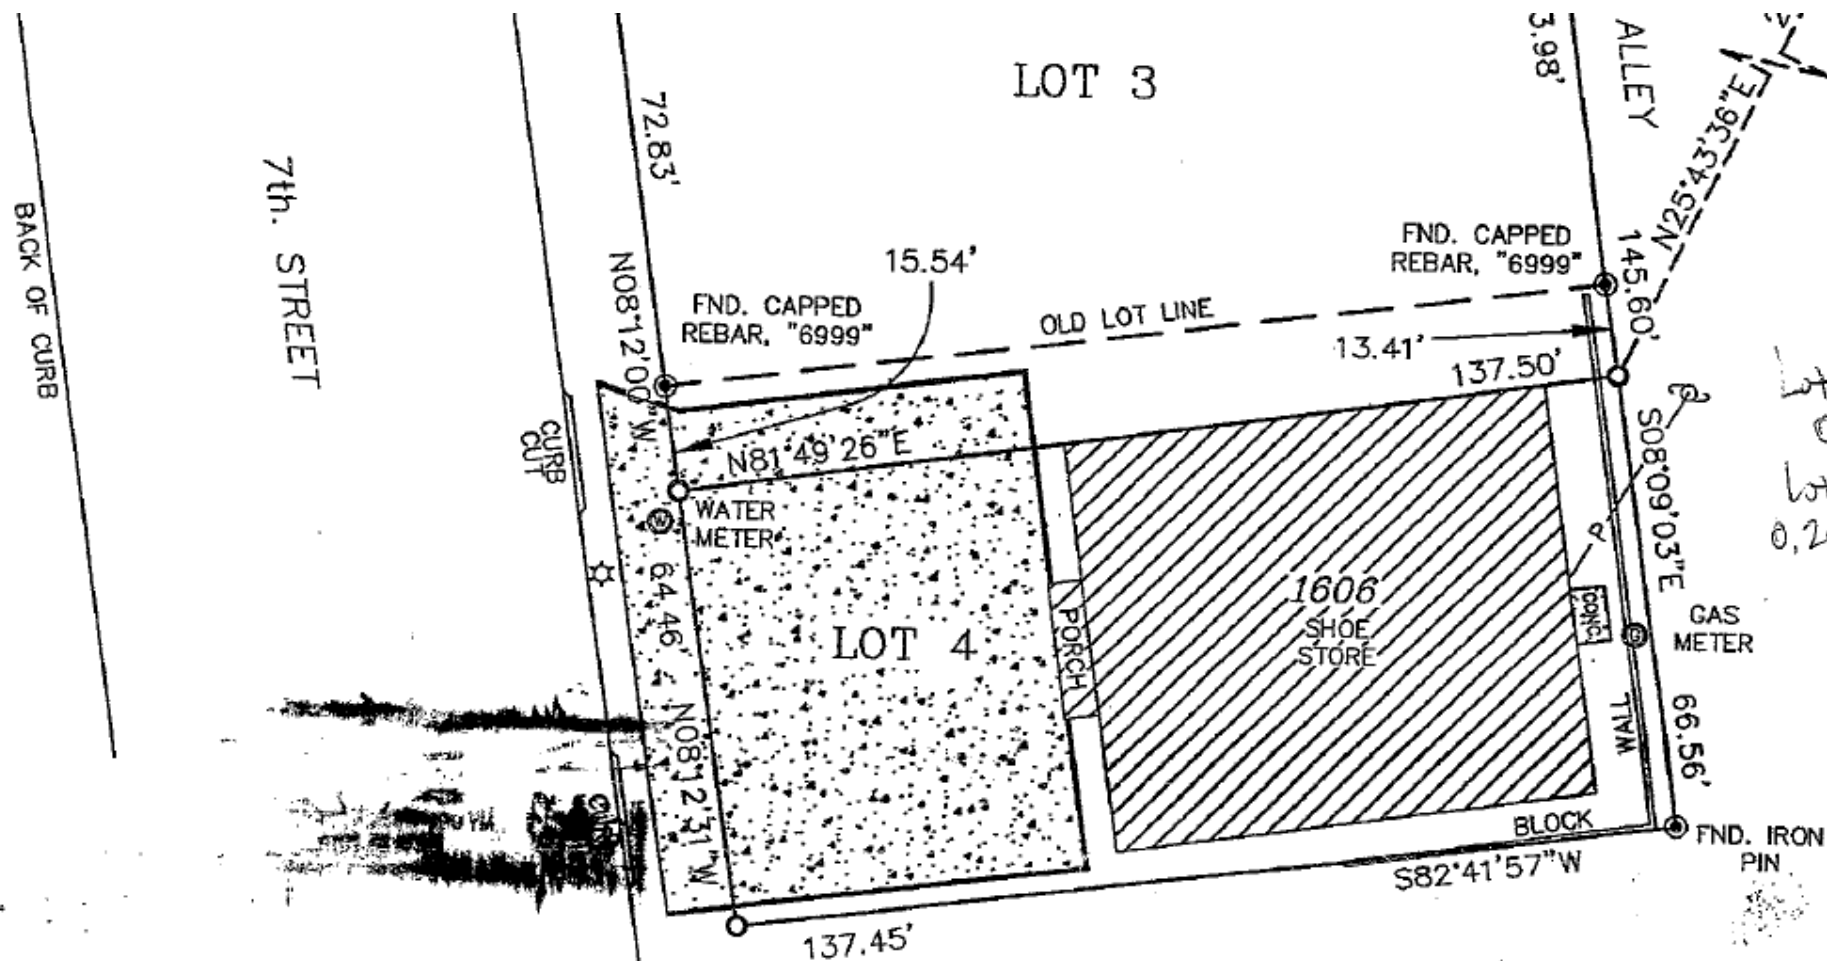 3.98'
ALLEY
LOT 3
72.83'
7th. STREET
BACK OF CURB
N25°43'36"E
FND. CAPPED
REBAR, "6999"
145.60'
15.54'
N08°12'00"W
FND. CAPPED
REBAR, "6999"
OLD LOT LINE
13.41'
137.50'
CURB
CUT
N81°49'26"E
S08°09'03"E
WATER
METER
W
64.46'
1606
SHOE
STORE
CONC.
GAS
METER
G
LOT 4
PORCH
N08°12'31"W
WALL
66.56'
BLOCK
FND. IRON
PIN
S82°41'57"W
137.45'